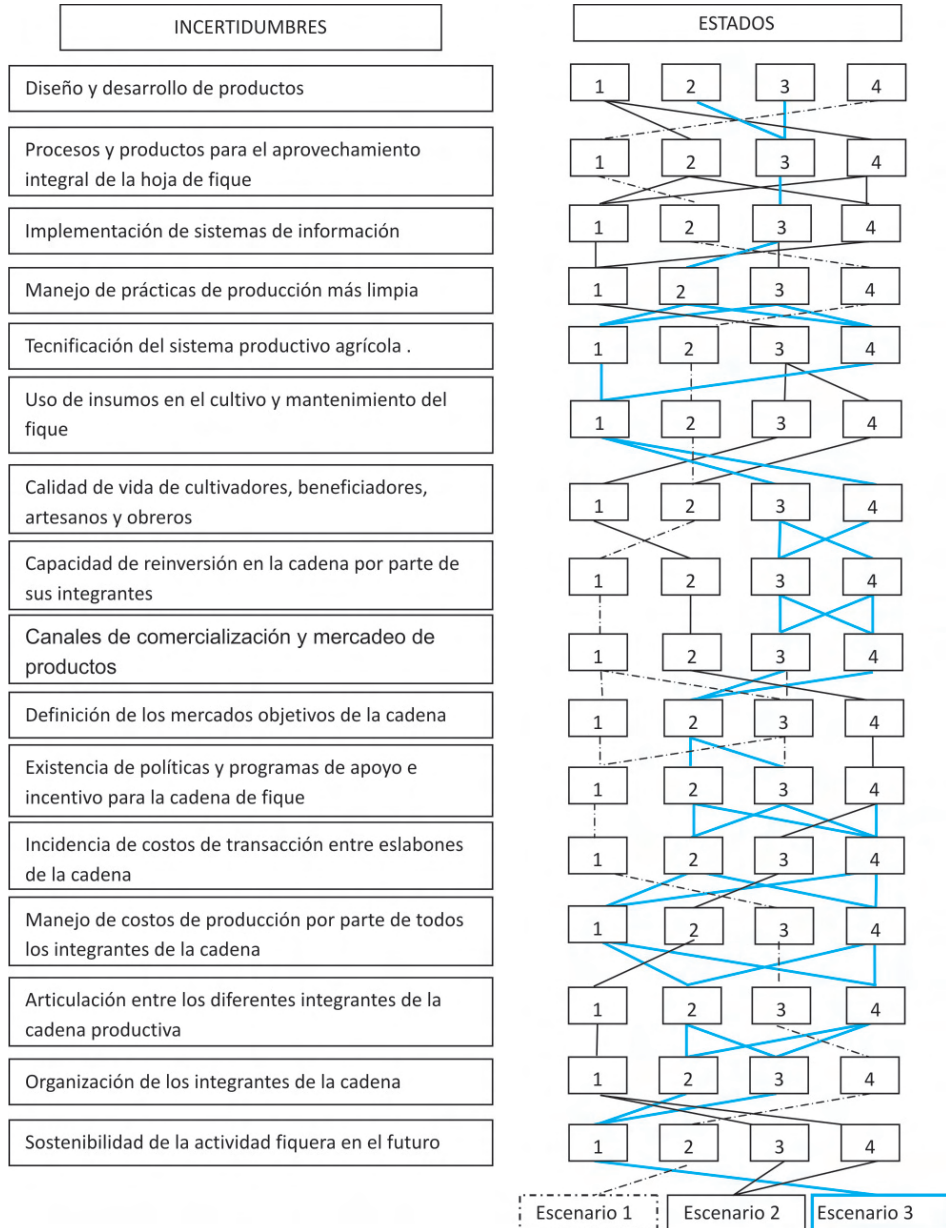 INCERTIDUMBRES
ESTADOS
Diseño y desarrollo de productos
1 2 3 4
Procesos y productos para el aprovechamiento
integral de la hoja de fique
1 2 3 4
Implementación de sistemas de información
1 2 3 4
Manejo de prácticas de producción más limpia
1 2 3 4
Tecnificación del sistema productivo agrícola .
1 2 3 4
Uso de insumos en el cultivo y mantenimiento del
fique
1 2 3 4
Calidad de vida de cultivadores, beneficiadores,
artesanos y obreros
1 2 3 4
Capacidad de reinversión en la cadena por parte de
sus integrantes
1 2 3 4
Canales de comercialización y mercadeo de
productos
1 2 3 4
Definición de los mercados objetivos de la cadena
1 2 3 4
Existencia de políticas y programas de apoyo e
incentivo para la cadena de fique
1 2 3 4
Incidencia de costos de transacción entre eslabones
de la cadena
1 2 3 4
Manejo de costos de producción por parte de todos
los integrantes de la cadena
1 2 3 4
Articulación entre los diferentes integrantes de la
cadena productiva
1 2 3 4
Organización de los integrantes de la cadena
1 2 3 4
Sostenibilidad de la actividad fiquera en el futuro
1 2 3 4
Escenario 1 Escenario 2 Escenario 3